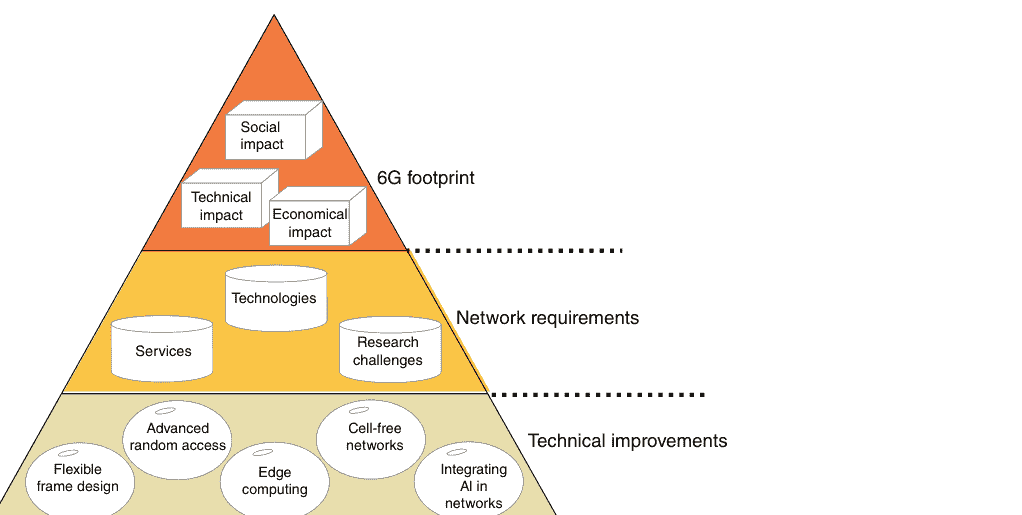 Social
impact
6G footprint
Technical
impact
Economical
impact
Technologies
Network requirements
Services
Research
challenges
Advanced
random access
Cell-free
networks
Technical improvements
Flexible
frame design
Edge
computing
Integrating
AI in
networks